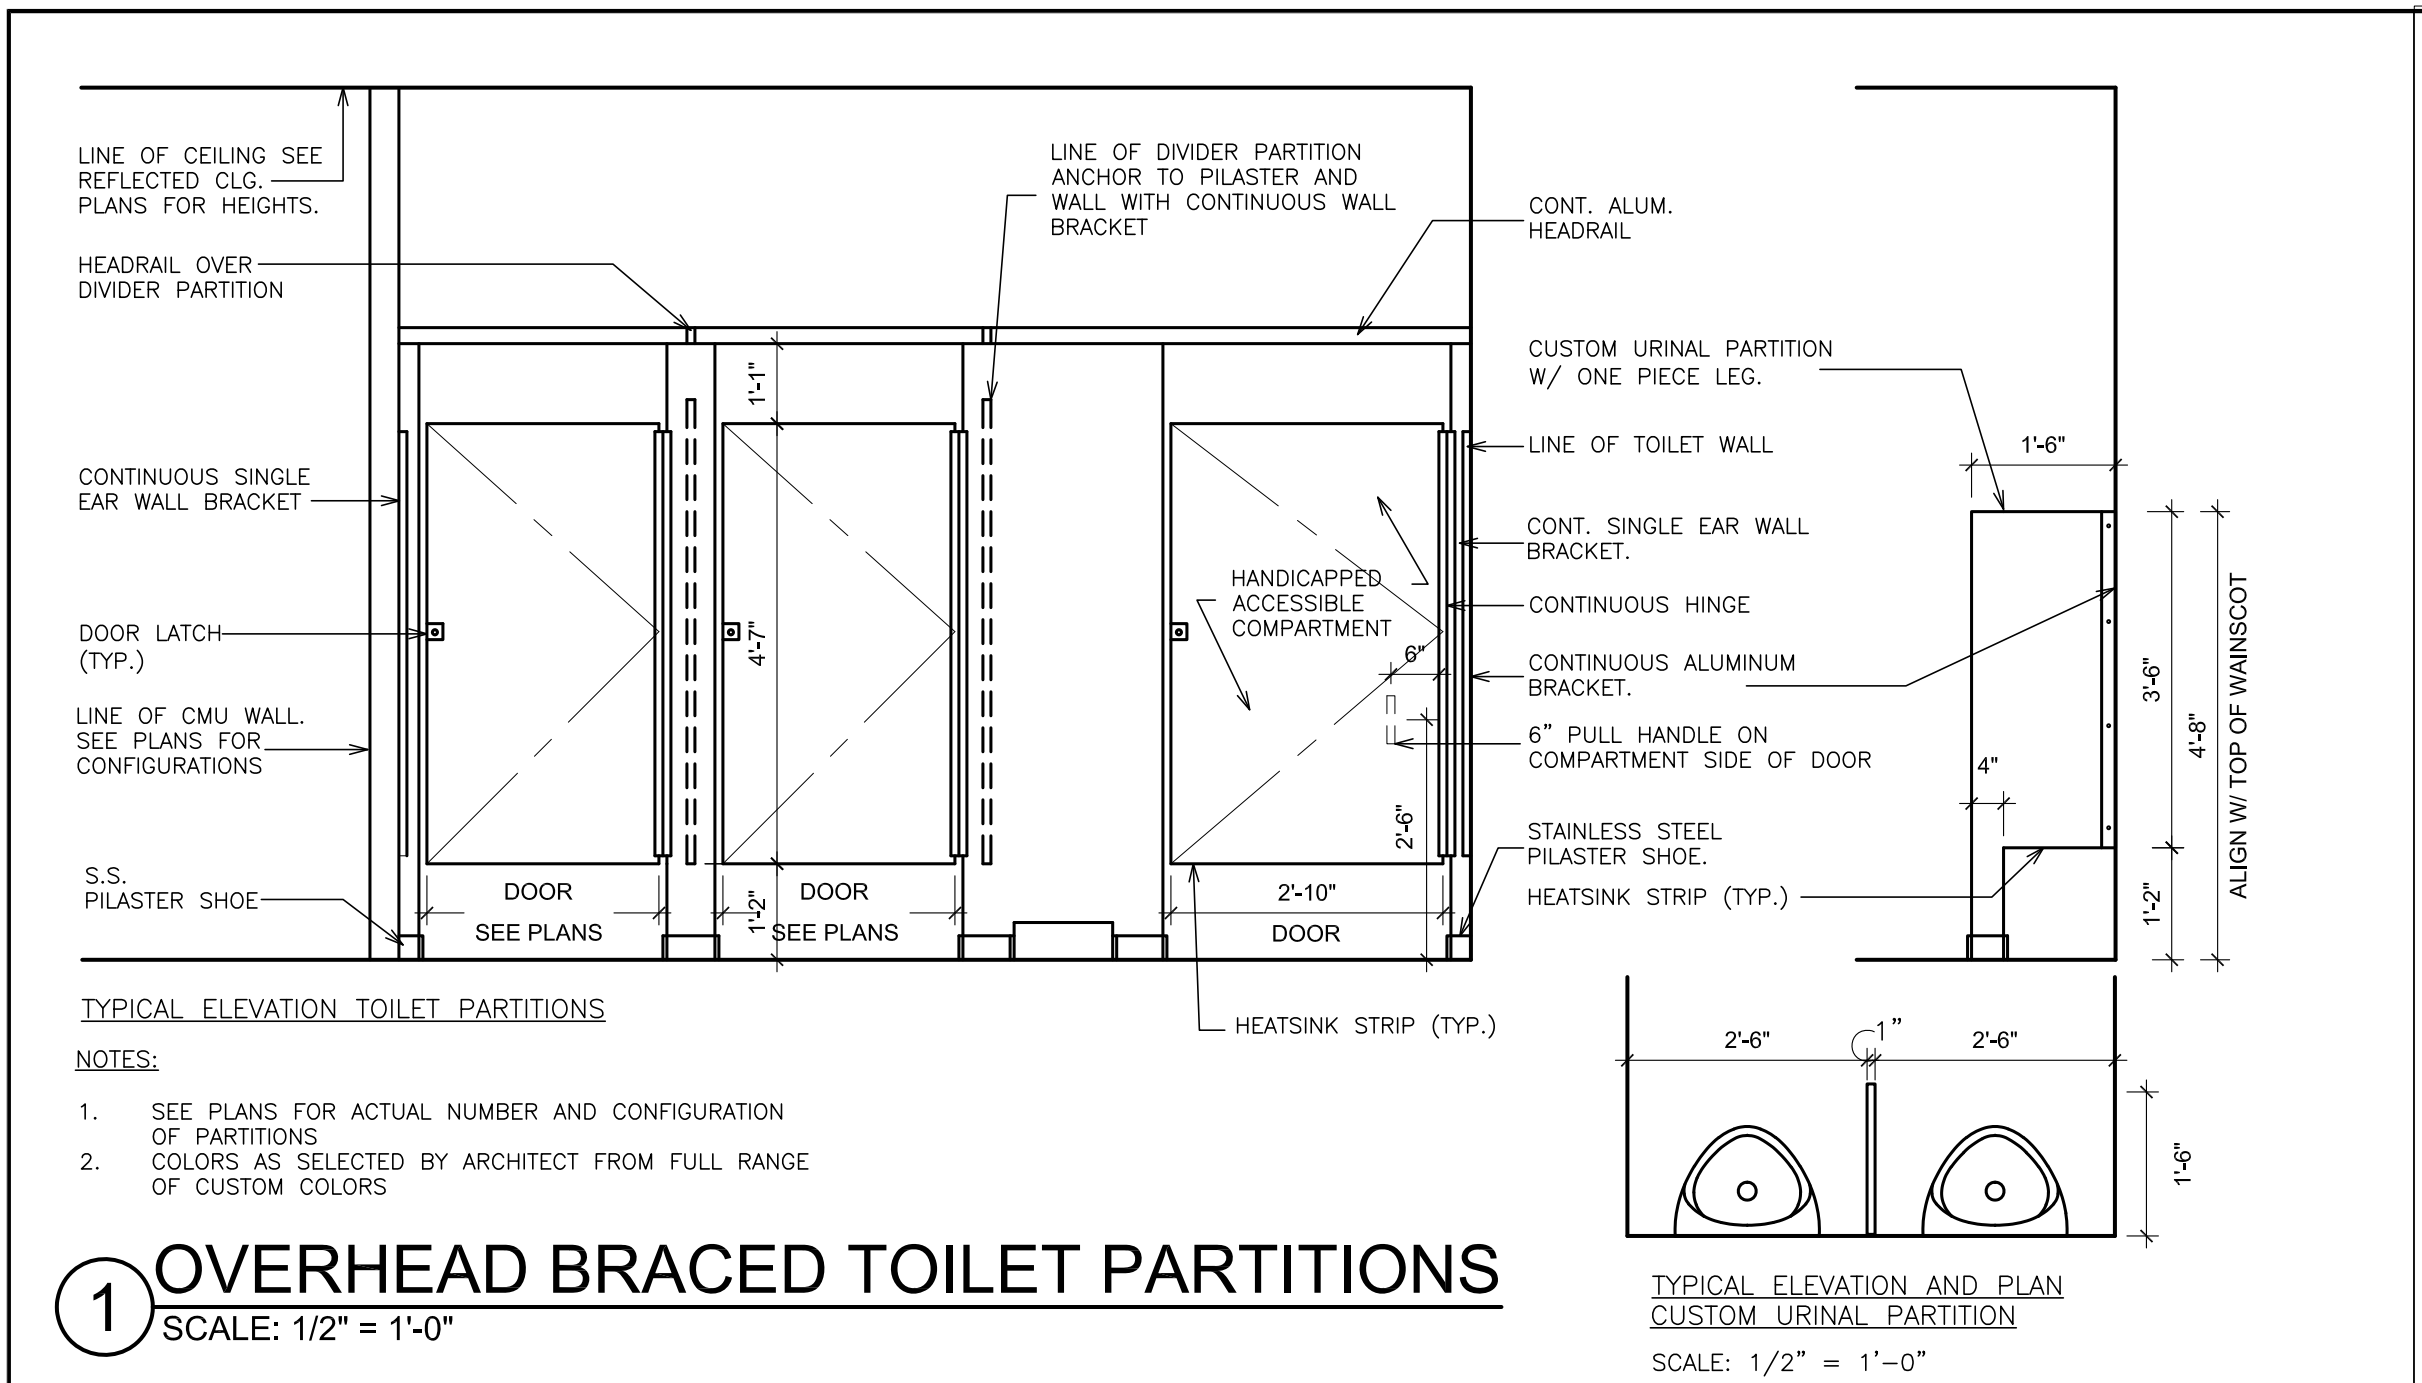 LINE OF CEILING SEE
REFLECTED CLG.
PLANS FOR HEIGHTS.
HEADRAIL OVER
DIVIDER PARTITION
CONTINUOUS SINGLE
EAR WALL BRACKET
DOOR LATCH
(TYP.)
LINE OF CMU WALL.
SEE PLANS FOR
CONFIGURATIONS
S.S.
PILASTER SHOE
LINE OF DIVIDER PARTITION
ANCHOR TO PILASTER AND
WALL WITH CONTINUOUS WALL
BRACKET
1'-1"
4'-7"
1'-2"
DOOR
SEE PLANS
DOOR
SEE PLANS
HANDICAPPED
ACCESSIBLE
COMPARTMENT
6"
2'-6"
2'-10"
DOOR
HEATSINK STRIP (TYP.)
CONT. ALUM.
HEADRAIL
CUSTOM URINAL PARTITION
W/ ONE PIECE LEG.
LINE OF TOILET WALL
CONT. SINGLE EAR WALL
BRACKET.
CONTINUOUS HINGE
CONTINUOUS ALUMINUM
BRACKET.
6” PULL HANDLE ON
COMPARTMENT SIDE OF DOOR
STAINLESS STEEL
PILASTER SHOE.
HEATSINK STRIP (TYP.)
1'-6"
4"
3'-6"
1'-2"
4'-8"
ALIGN W/ TOP OF WAINSCOT
TYPICAL ELEVATION TOILET PARTITIONS
NOTES:
1. SEE PLANS FOR ACTUAL NUMBER AND CONFIGURATION
OF PARTITIONS
2. COLORS AS SELECTED BY ARCHITECT FROM FULL RANGE
OF CUSTOM COLORS
1 OVERHEAD BRACED TOILET PARTITIONS
SCALE: 1/2" = 1'-0"
2'-6"
1”
2'-6"
1'-6"
TYPICAL ELEVATION AND PLAN
CUSTOM URINAL PARTITION
SCALE: 1/2” = 1’-0”